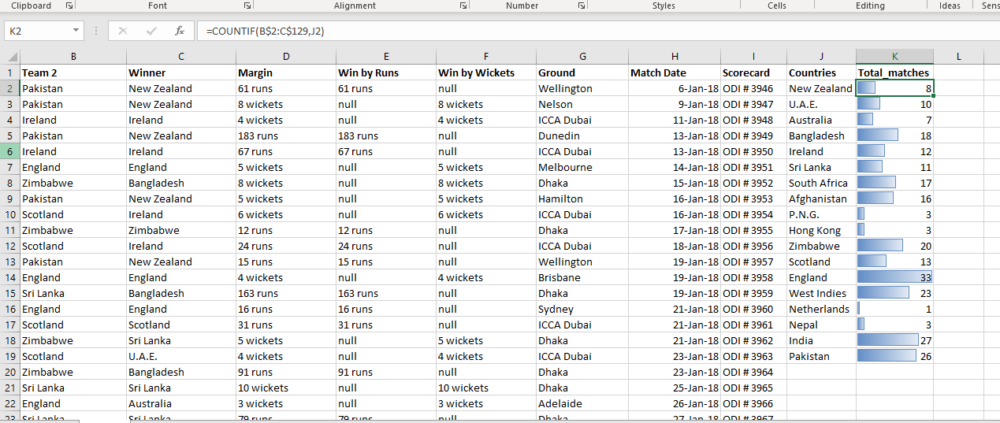 Clipboard Font Alignment Number Styles Cells Editing Ideas Sens
K2 fx =COUNTIF(B$2:C$129,J2)
B C D E F G H I J K L
1 Team 2 Winner Margin Win by Runs Win by Wickets Ground Match Date Scorecard Countries Total_matches
2 Pakistan New Zealand 61 runs 61 runs null Wellington 6-Jan-18 ODI # 3946 New Zealand 8
3 Pakistan New Zealand 8 wickets null 8 wickets Nelson 9-Jan-18 ODI # 3947 U.A.E. 10
4 Ireland Ireland 4 wickets null 4 wickets ICCA Dubai 11-Jan-18 ODI # 3948 Australia 7
5 Pakistan New Zealand 183 runs 183 runs null Dunedin 13-Jan-18 ODI # 3949 Bangladesh 18
6 Ireland Ireland 67 runs 67 runs null ICCA Dubai 13-Jan-18 ODI # 3950 Ireland 12
7 England England 5 wickets null 5 wickets Melbourne 14-Jan-18 ODI # 3951 Sri Lanka 11
8 Zimbabwe Bangladesh 8 wickets null 8 wickets Dhaka 15-Jan-18 ODI # 3952 South Africa 17
9 Pakistan New Zealand 5 wickets null 5 wickets Hamilton 16-Jan-18 ODI # 3953 Afghanistan 16
10 Scotland Ireland 6 wickets null 6 wickets ICCA Dubai 16-Jan-18 ODI # 3954 P.N.G. 3
11 Zimbabwe Zimbabwe 12 runs 12 runs null Dhaka 17-Jan-18 ODI # 3955 Hong Kong 3
12 Scotland Ireland 24 runs 24 runs null ICCA Dubai 18-Jan-18 ODI # 3956 Zimbabwe 20
13 Pakistan New Zealand 15 runs 15 runs null Wellington 19-Jan-18 ODI # 3957 Scotland 13
14 England England 4 wickets null 4 wickets Brisbane 19-Jan-18 ODI # 3958 England 33
15 Sri Lanka Bangladesh 163 runs 163 runs null Dhaka 19-Jan-18 ODI # 3959 West Indies 23
16 England England 16 runs 16 runs null Sydney 21-Jan-18 ODI # 3960 Netherlands 1
17 Scotland Scotland 31 runs 31 runs null ICCA Dubai 21-Jan-18 ODI # 3961 Nepal 3
18 Zimbabwe Sri Lanka 5 wickets null 5 wickets Dhaka 21-Jan-18 ODI # 3962 India 27
19 Scotland U.A.E. 4 wickets null 4 wickets ICCA Dubai 23-Jan-18 ODI # 3963 Pakistan 26
20 Zimbabwe Bangladesh 91 runs 91 runs null Dhaka 23-Jan-18 ODI # 3964
21 Sri Lanka Sri Lanka 10 wickets null 10 wickets Dhaka 25-Jan-18 ODI # 3965
22 England Australia 3 wickets null 3 wickets Adelaide 26-Jan-18 ODI # 3966
23 Sri Lanka Sri Lanka 79 runs 79 runs null Dhaka 27-Jan-18 ODI # 3967